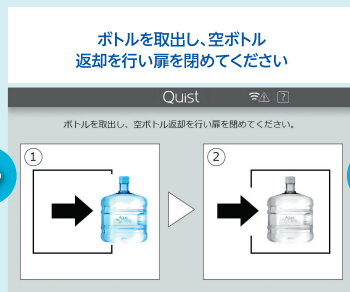 ボトルを取出し、空ボトル
返却を行い扉を閉めてください
Quist
ボトルを取出し、空ボトル返却を行い扉を閉めてください。
① ②